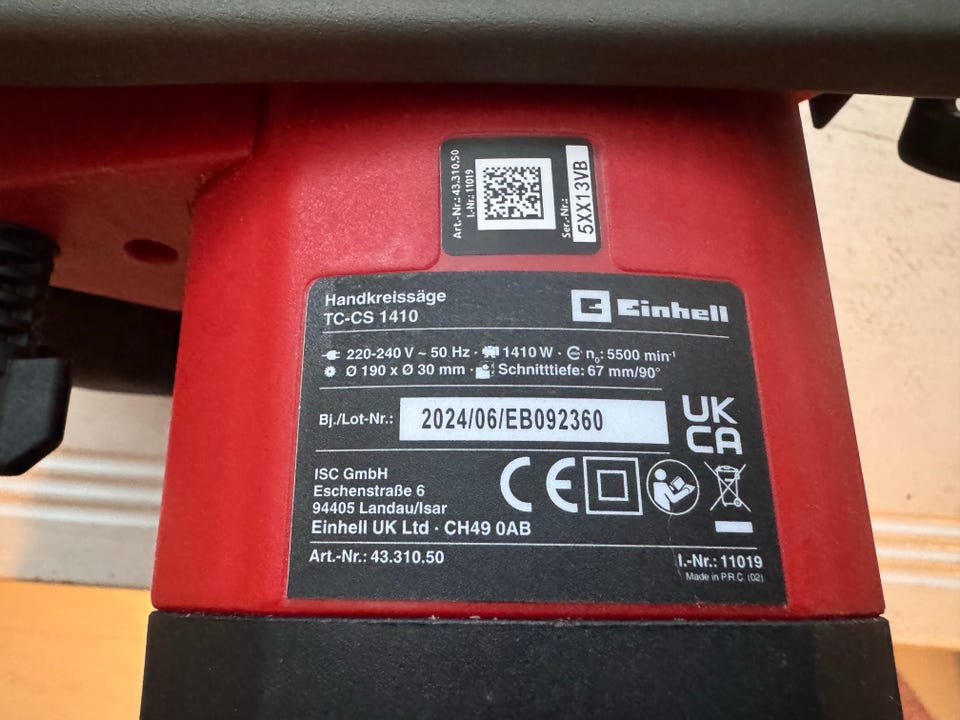 Art.-Nr.: 43.310.50
I.-Nr.: 11019
Ser.-Nr.:
5XX13VB
Handkreissäge
TC-CS 1410
Einhell
220-240 V ~ 50 Hz · 1410 W · n₀: 5500 min⁻¹
Ø 190 x Ø 30 mm · Schnitttiefe: 67 mm/90°
Bj./Lot-Nr.: 2024/06/EB092360
UK
CA
ISC GmbH
Eschenstraße 6
94405 Landau/Isar
Einhell UK Ltd · CH49 0AB
CE
Art.-Nr.: 43.310.50
I.-Nr.: 11019
Made in P.R.C. (02)